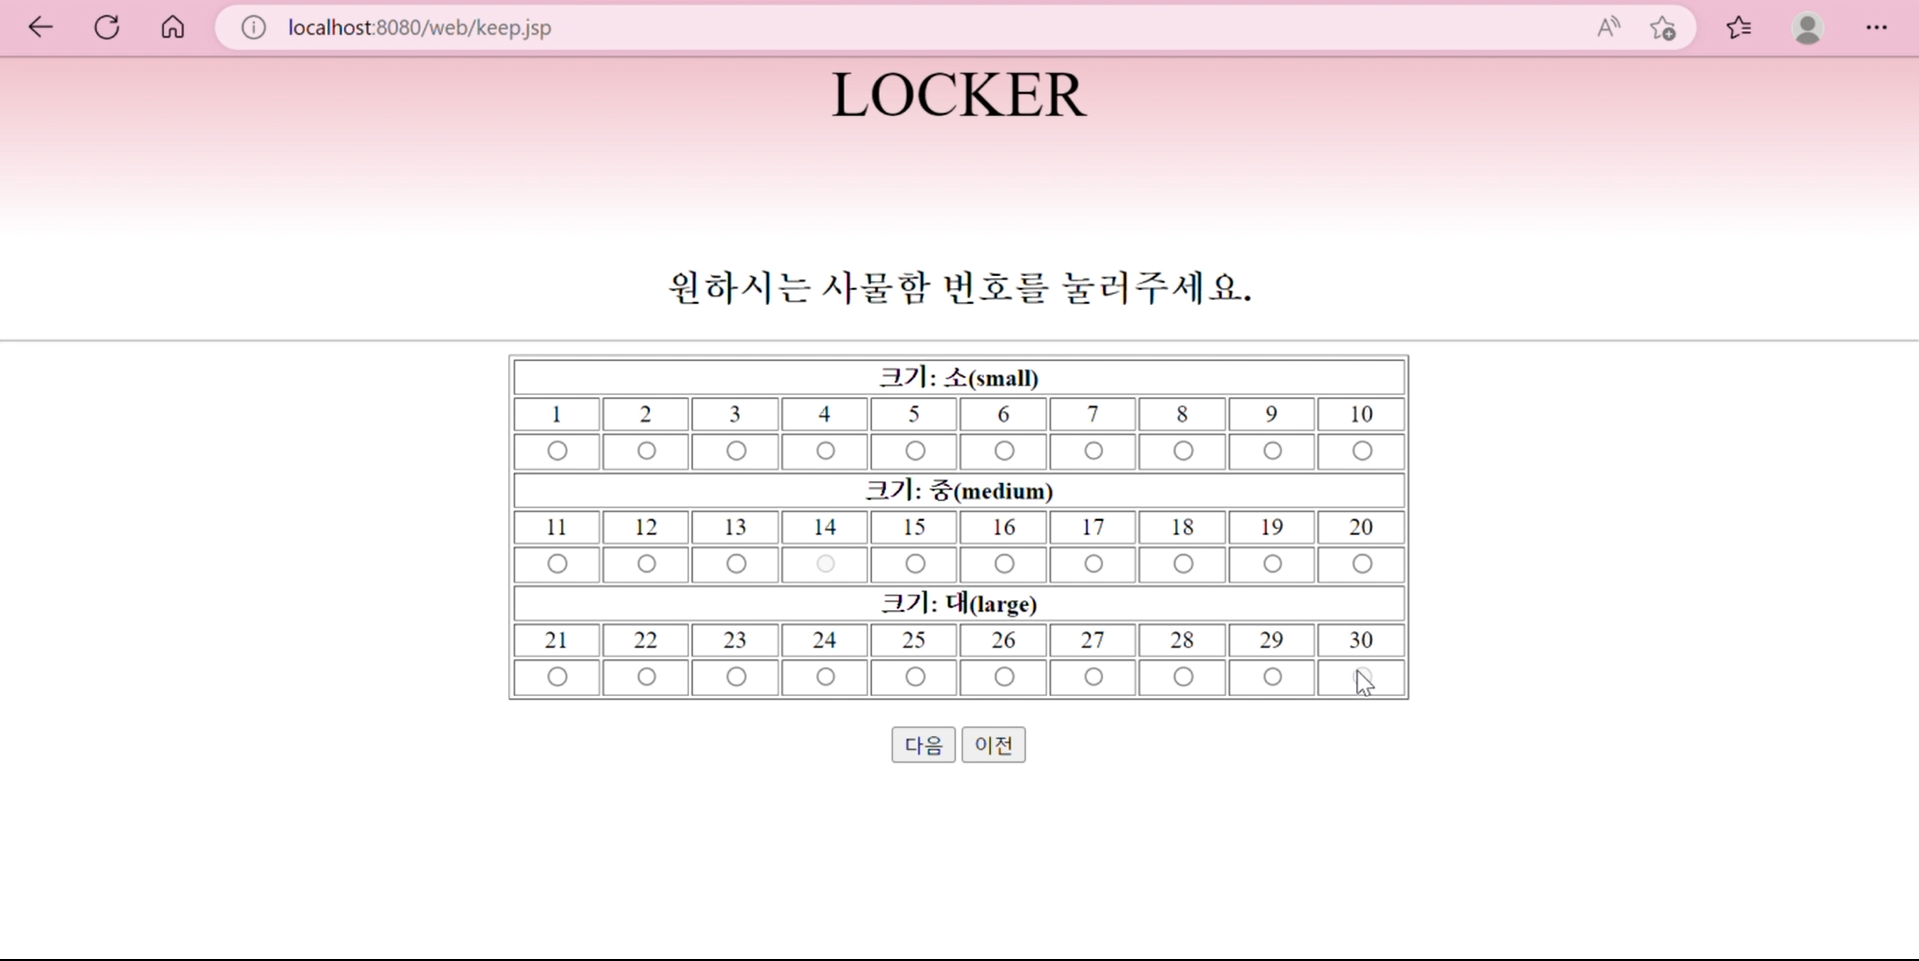 localhost:8080/web/keep.jsp
LOCKER
원하시는 사물함 번호를 눌러주세요.
크기: 소(small)
1 2 3 4 5 6 7 8 9 10
크기: 중(medium)
11 12 13 14 15 16 17 18 19 20
크기: 대(large)
21 22 23 24 25 26 27 28 29 30
다음 이전